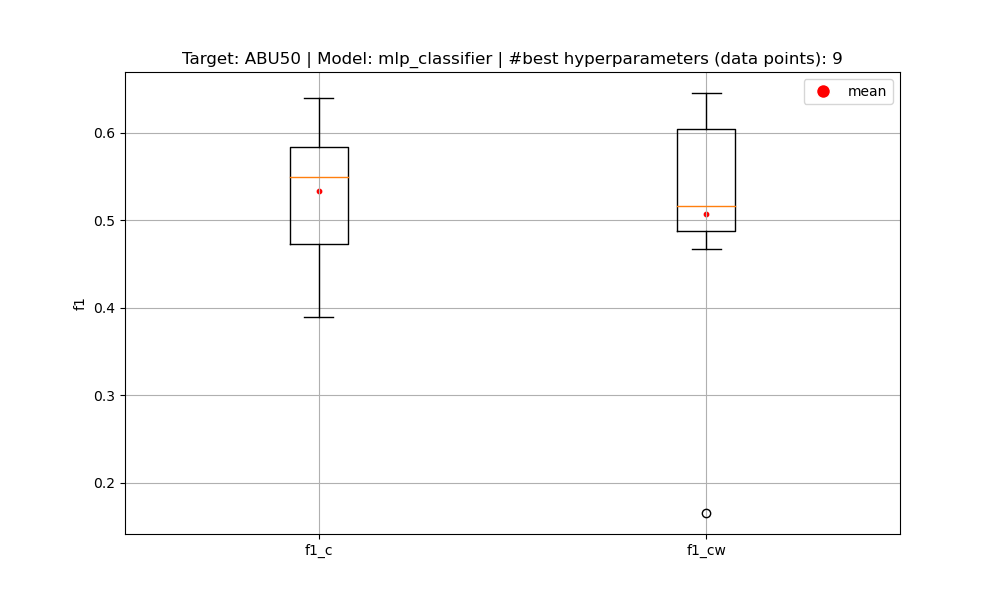 Target: ABU50 | Model: mlp_classifier | #best hyperparameters (data points): 9
mean
0.6
0.5
0.4
0.3
0.2
f1
f1_c
f1_cw